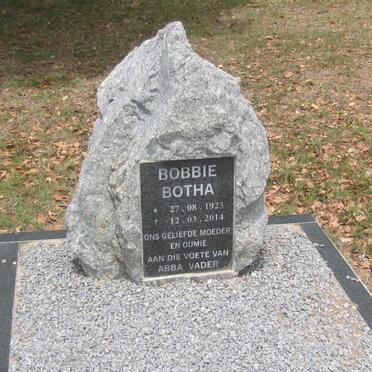 BOBBIE
BOTHA
* 27.08.1923
† 12.03.2014
ONS GELIEFDE MOEDER
EN OUMIE
AAN DIE VOETE VAN
ABBA VADER